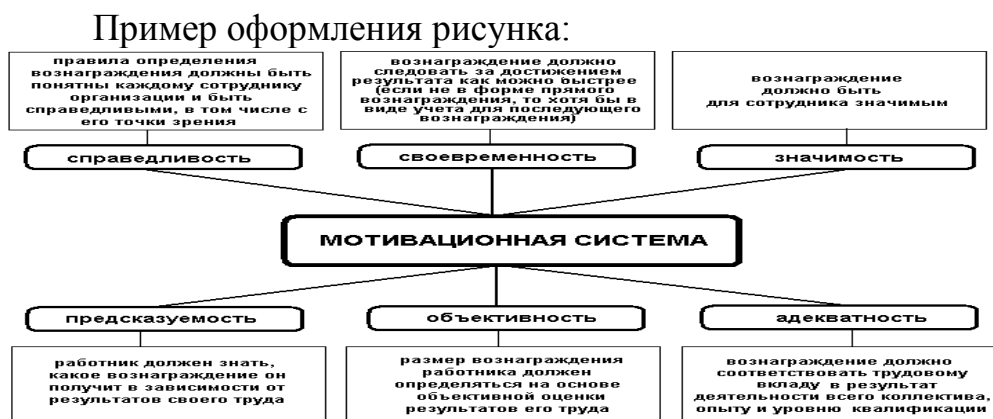 Пример оформления рисунка:
правила определения
вознаграждения должны быть
понятны каждому сотруднику
организации и быть
справедливыми, в том числе с
его точки зрения
вознаграждение должно
следовать за достижением
результата как можно быстрее
(если не в форме прямого
вознаграждения, то хотя бы в
виде учета для последующего
вознаграждения)
вознаграждение
должно быть
для сотрудника значимым
справедливость
своевременность
значимость
МОТИВАЦИОННАЯ СИСТЕМА
предсказуемость
объективность
адекватность
работник должен знать,
какое вознаграждение он
получит в зависимости от
результатов своего труда
размер вознаграждения
работника должен
определяться на основе
объективной оценки
результатов его труда
вознаграждение должно
соответствовать трудовому
вкладу в результат
деятельности всего коллектива,
опыту и уровню квалификации